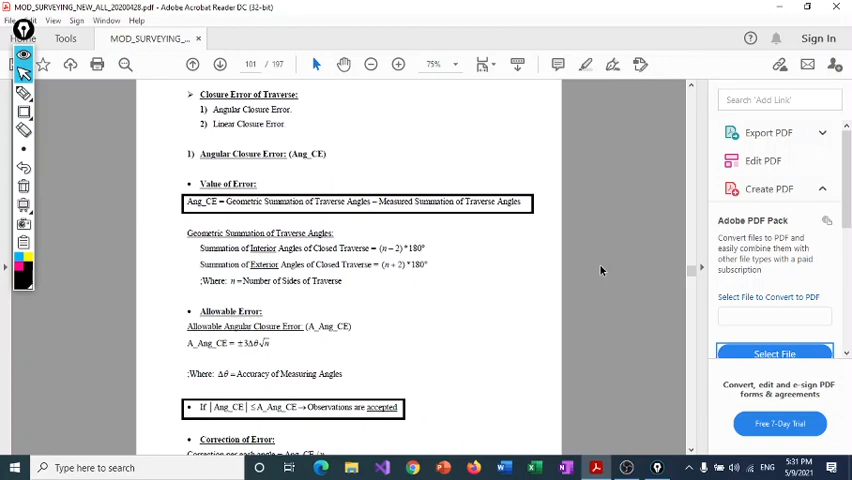 MOD_SURVEYING_NEW_ALL_20200428.pdf - Adobe Acrobat Reader DC (32-bit)
File Edit View Sign Window Help
Home Tools MOD_SURVEYING_... × Sign In
101 / 197 75%
➢ Closure Error of Traverse:
1) Angular Closure Error.
2) Linear Closure Error.
1) Angular Closure Error: (Ang_CE)
• Value of Error:
Ang_CE = Geometric Summation of Traverse Angles – Measured Summation of Traverse Angles
Geometric Summation of Traverse Angles:
Summation of Interior Angles of Closed Traverse = (n − 2)*180°
Summation of Exterior Angles of Closed Traverse = (n + 2)*180°
;Where: n = Number of Sides of Traverse
• Allowable Error:
Allowable Angular Closure Error: (A_Ang_CE)
A_Ang_CE = ±3Δθ√n
;Where: Δθ = Accuracy of Measuring Angles
• If │Ang_CE│ ≤ A_Ang_CE → Observations are accepted
• Correction of Error:
Correction per each angle = Ang_CE /n
Search 'Add Link'
Export PDF
Edit PDF
Create PDF
Adobe PDF Pack
Convert files to PDF and
easily combine them with
other file types with a paid
subscription
Select File to Convert to PDF
Select File
Convert, edit and e-sign PDF
forms & agreements
Free 7-Day Trial
Type here to search
ENG
5:31 PM
5/9/2021